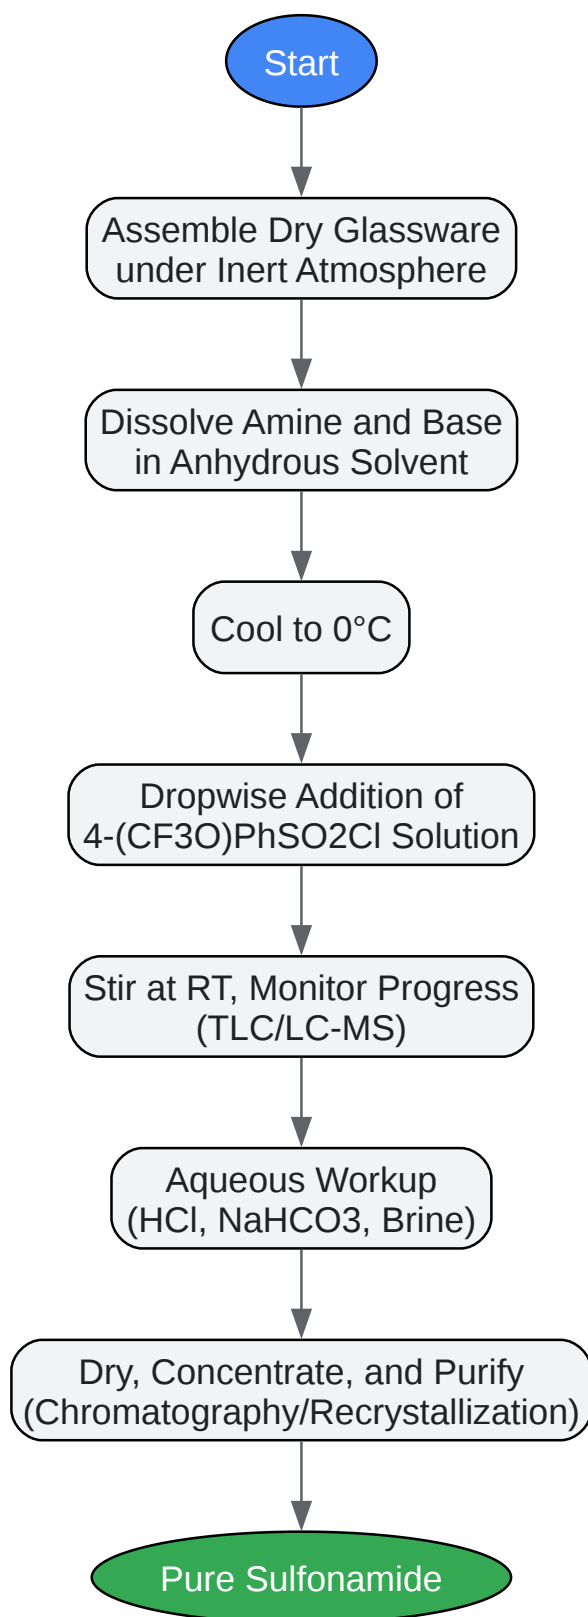 Start
Assemble Dry Glassware
under Inert Atmosphere
Dissolve Amine and Base
in Anhydrous Solvent
Cool to 0°C
Dropwise Addition of
4-(CF3O)PhSO2Cl Solution
Stir at RT, Monitor Progress
(TLC/LC-MS)
Aqueous Workup
(HCl, NaHCO3, Brine)
Dry, Concentrate, and Purify
(Chromatography/Recrystallization)
Pure Sulfonamide